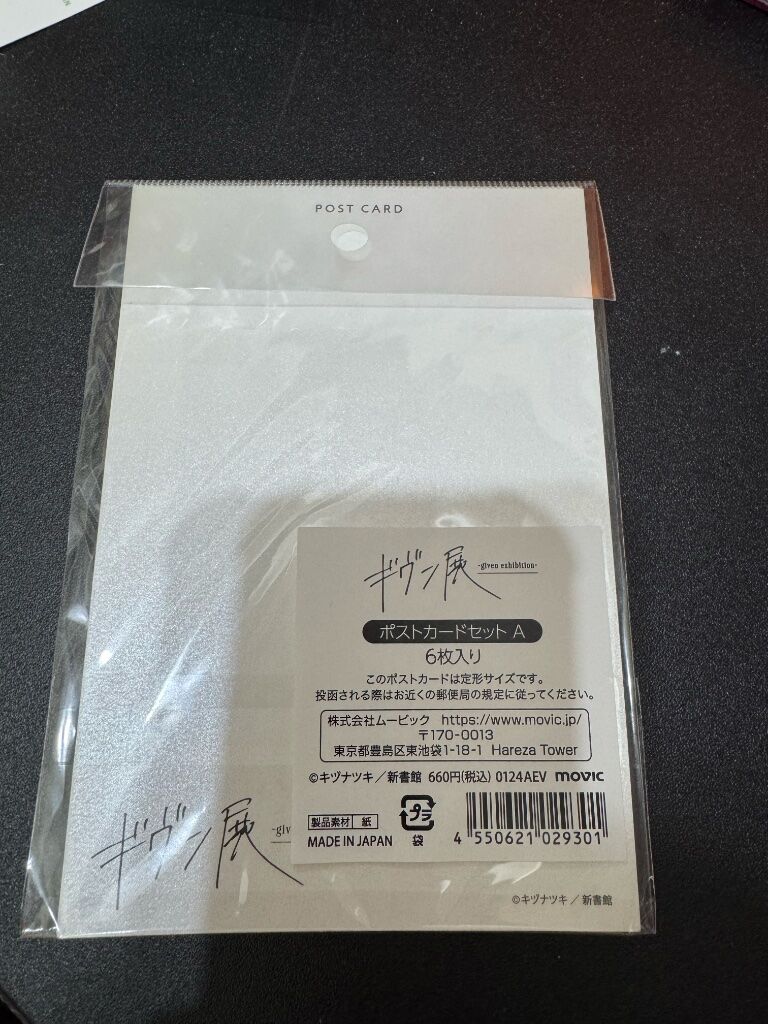 POST CARD
ギヴン展 -given exhibition-
ポストカードセット A
6枚入り
このポストカードは定形サイズです。
投函される際はお近くの郵便局の規定に従ってください。
株式会社ムービック https://www.movic.jp/
〒170-0013
東京都豊島区東池袋1-18-1 Hareza Tower
©キヅナツキ／新書館 660円(税込) 0124AEV movic
製品素材 紙
MADE IN JAPAN
プラ
袋
4 550621 029301
ギヴン展 -giv
©キヅナツキ／新書館